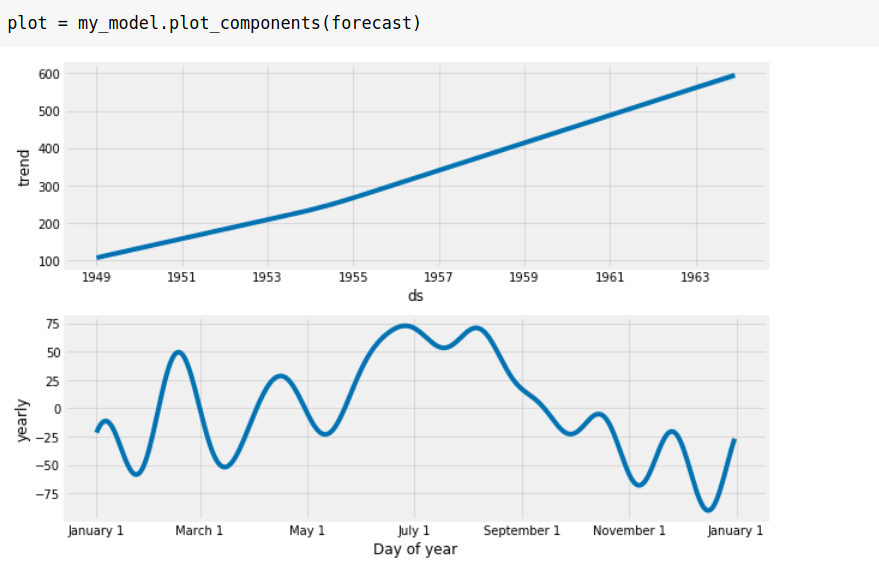 plot = my_model.plot_components(forecast)
600
500
400
300
200
100
trend
1949 1951 1953 1955 1957 1959 1961 1963
ds
75
50
25
0
−25
−50
−75
yearly
January 1 March 1 May 1 July 1 September 1 November 1 January 1
Day of year